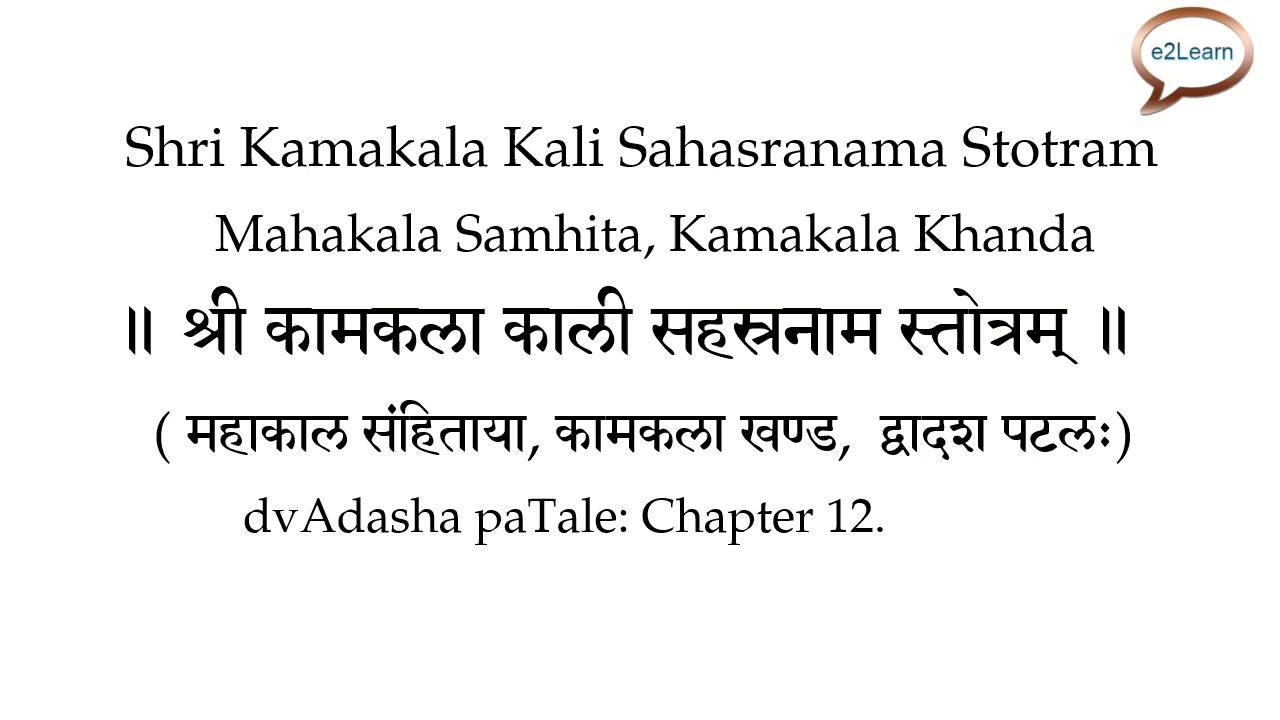 e2Learn
Shri Kamakala Kali Sahasranama Stotram
Mahakala Samhita, Kamakala Khanda
॥ श्री कामकला काली सहस्रनाम स्तोत्रम् ॥
( महाकाल संहिताया, कामकला खण्ड, द्वादश पटलः)
dvAdasha paTale: Chapter 12.